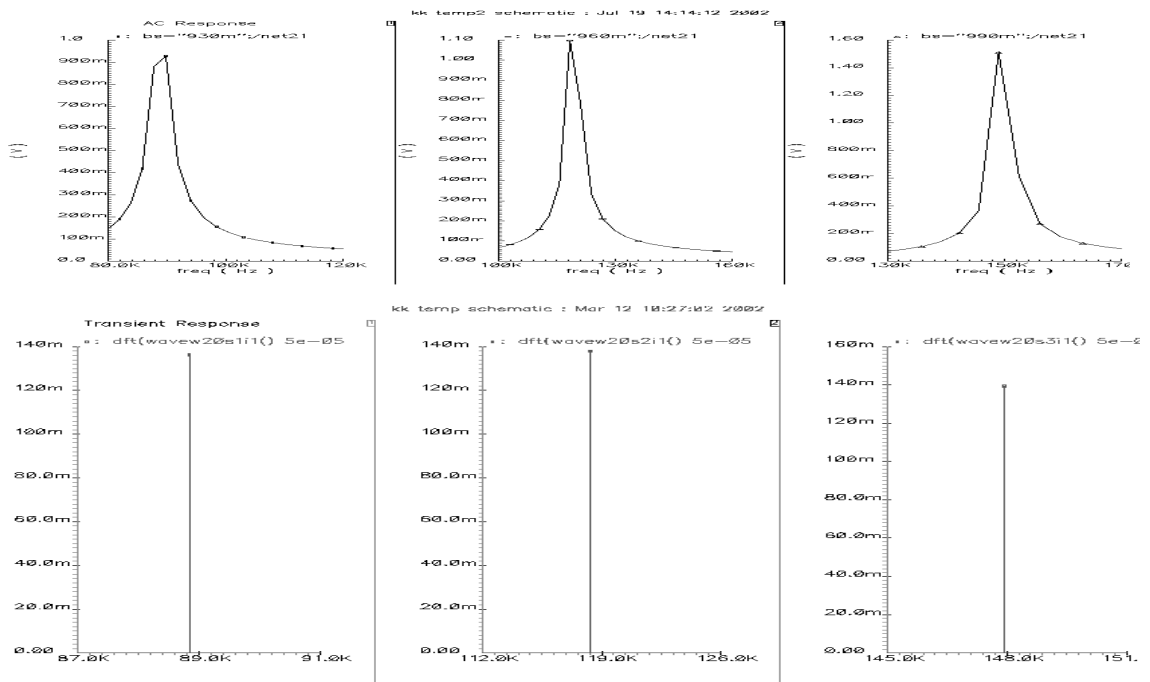 kk temp2 schematic : Jul 19 14:14:12 2002
AC Response
1
2
: bs="930m";/net21
1.0
900m
800m
700m
600m
500m
400m
300m
200m
100m
0.0
(V)
80.0K 100K 120K
freq ( Hz )
: bs="960m";/net21
1.10
1.00
900m
800m
700m
600m
500m
400m
300m
200m
100m
0.00
(V)
100K 130K 160K
freq ( Hz )
: bs="990m";/net21
1.60
1.40
1.20
1.00
800m
600m
400m
200m
0.00
(V)
130K 150K 170
freq ( Hz )
kk temp schematic : Mar 12 10:27:02 2002
Transient Response
1
2
: dft(wavew20s1i1() 5e-05
140m
120m
100m
80.0m
60.0m
40.0m
20.0m
0.00
87.0K 89.0K 91.0K
: dft(wavew20s2i1() 5e-05
140m
120m
100m
80.0m
60.0m
40.0m
20.0m
0.00
112.0K 119.0K 126.0K
: dft(wavew20s3i1() 5e-
160m
140m
120m
100m
80.0m
60.0m
40.0m
20.0m
0.00
145.0K 148.0K 151.